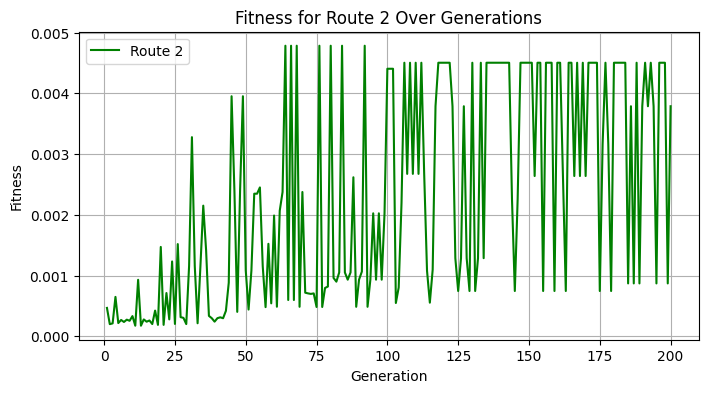 Fitness for Route 2 Over Generations
Route 2
Fitness
0.005
0.004
0.003
0.002
0.001
0.000
0 25 50 75 100 125 150 175 200
Generation